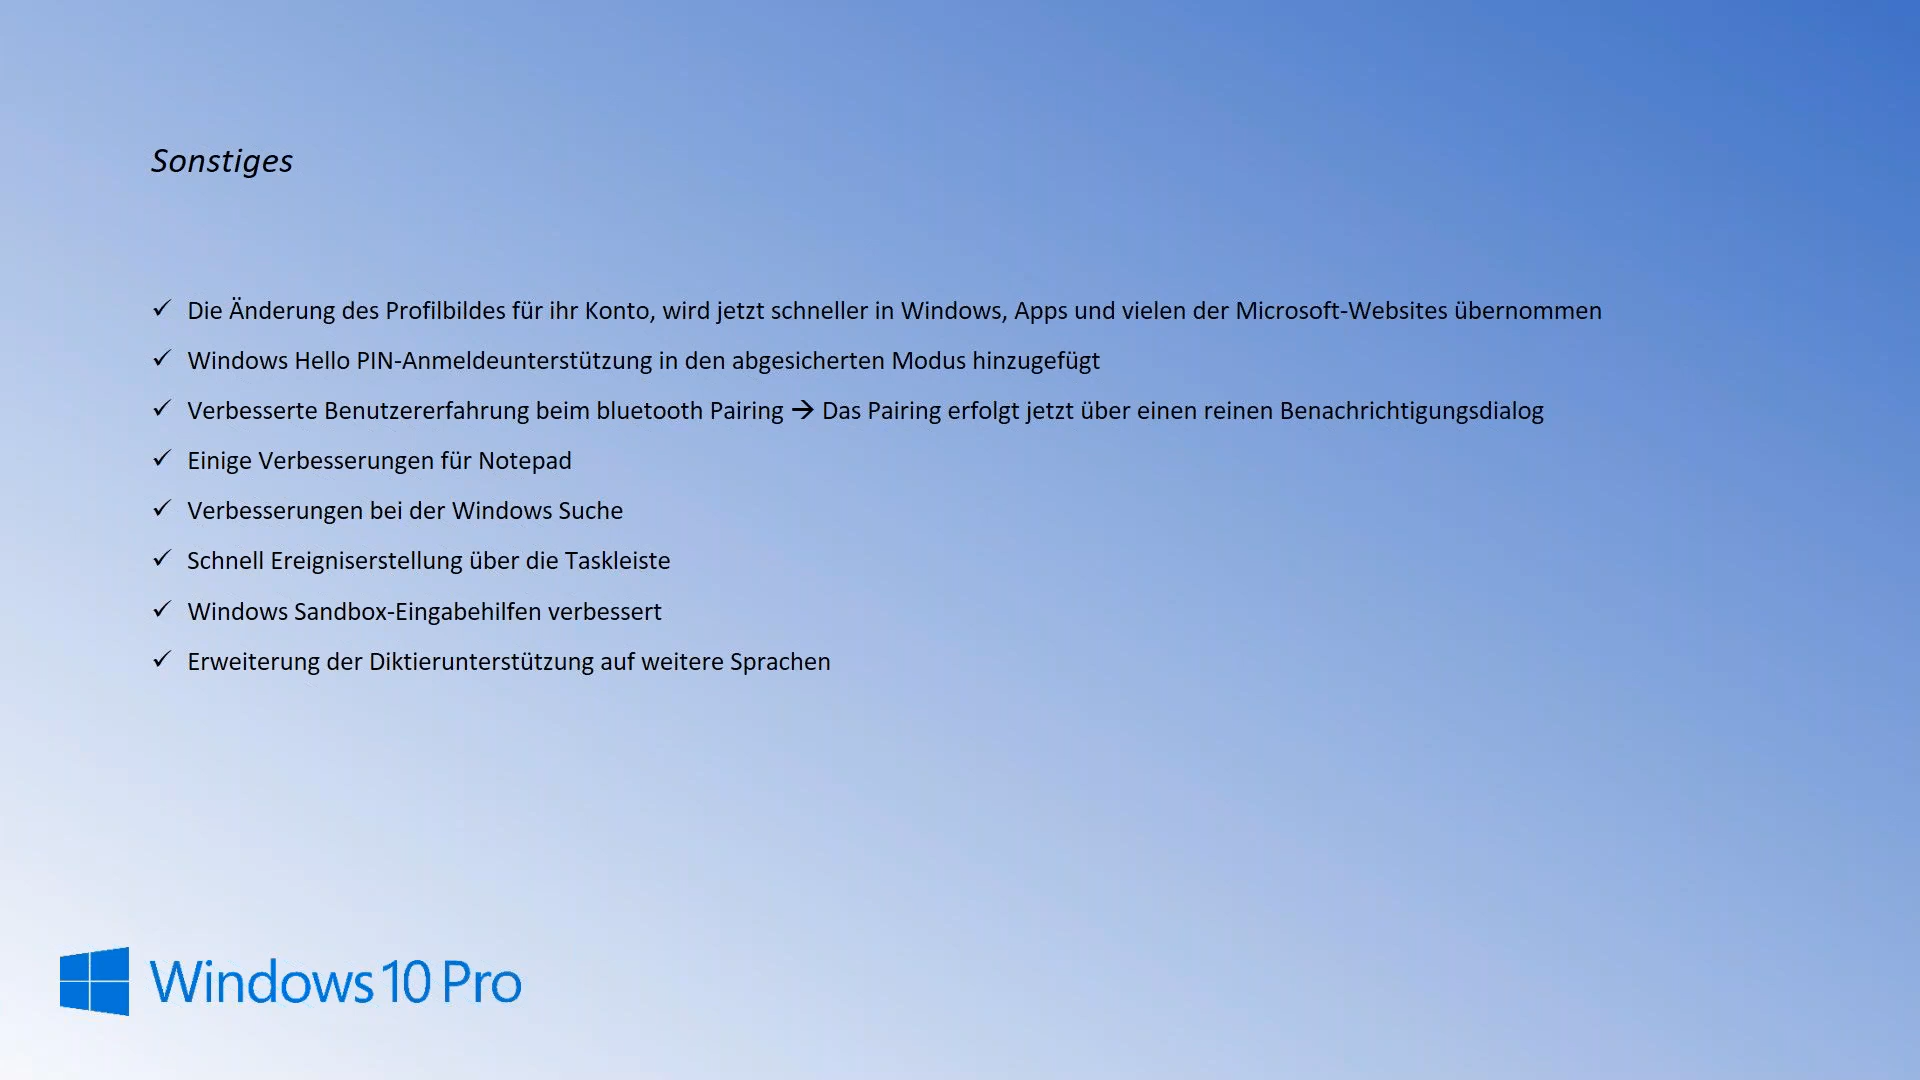 Sonstiges
✓ Die Änderung des Profilbildes für ihr Konto, wird jetzt schneller in Windows, Apps und vielen der Microsoft-Websites übernommen
✓ Windows Hello PIN-Anmeldeunterstützung in den abgesicherten Modus hinzugefügt
✓ Verbesserte Benutzererfahrung beim bluetooth Pairing → Das Pairing erfolgt jetzt über einen reinen Benachrichtigungsdialog
✓ Einige Verbesserungen für Notepad
✓ Verbesserungen bei der Windows Suche
✓ Schnell Ereigniserstellung über die Taskleiste
✓ Windows Sandbox-Eingabehilfen verbessert
✓ Erweiterung der Diktierunterstützung auf weitere Sprachen
Windows 10 Pro